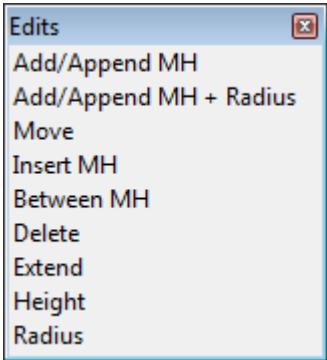 Edits
Add/Append MH
Add/Append MH + Radius
Move
Insert MH
Between MH
Delete
Extend
Height
Radius